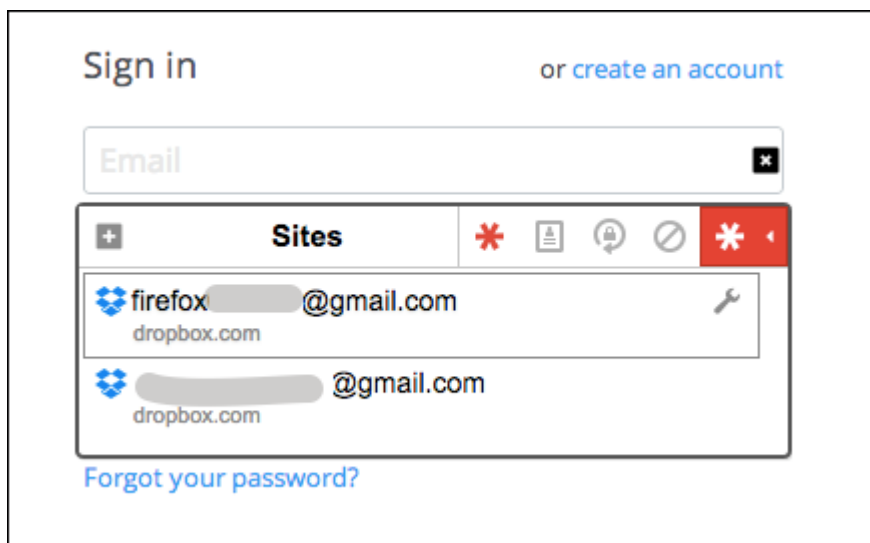 Sign in or create an account
Email
Sites
firefox @gmail.com
dropbox.com
@gmail.com
dropbox.com
Forgot your password?